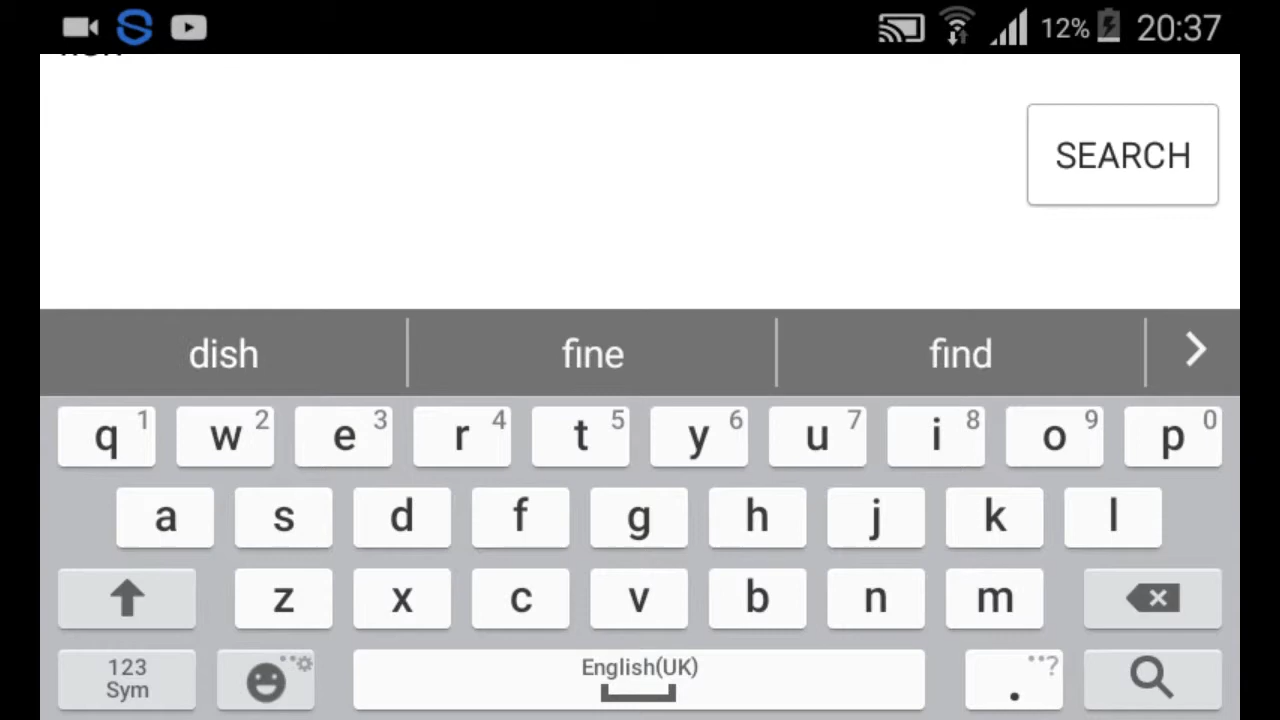 12% 20:37
SEARCH
dish fine find
q 1 w 2 e 3 r 4 t 5 y 6 u 7 i 8 o 9 p 0
a s d f g h j k l
z x c v b n m
123
Sym
English(UK)
. ?